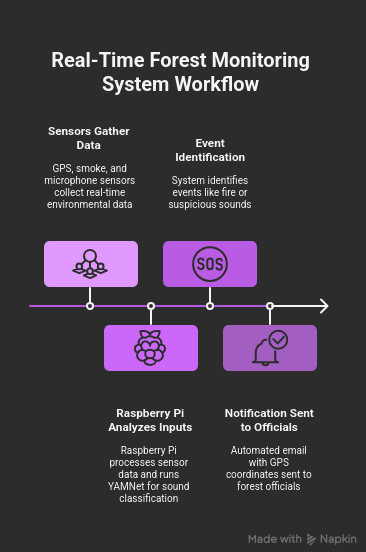 Real-Time Forest Monitoring
System Workflow
Sensors Gather
Data
GPS, smoke, and
microphone sensors
collect real-time
environmental data
Event
Identification
System identifies
events like fire or
suspicious sounds
SOS
Raspberry Pi
Analyzes Inputs
Raspberry Pi
processes sensor
data and runs
YAMNet for sound
classification
Notification Sent
to Officials
Automated email
with GPS
coordinates sent to
forest officials
Made with Napkin